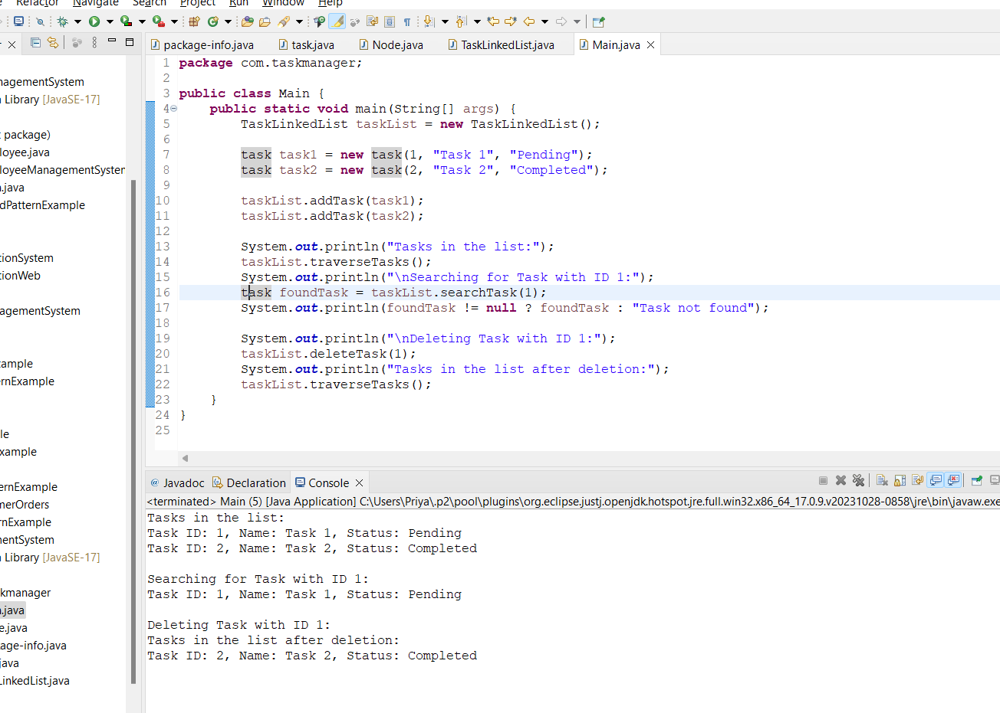 Refactor Navigate Search Project Run Window Help
package-info.java task.java Node.java TaskLinkedList.java Main.java
nagementSystem
Library [JavaSE-17]
package)
loyee.java
loyeeManagementSystem
.java
dPatternExample
tionSystem
tionWeb
agementSystem
ample
ernExample
le
xample
ernExample
merOrders
rnExample
mentSystem
Library [JavaSE-17]
kmanager
.java
e.java
age-info.java
java
LinkedList.java
1 package com.taskmanager;
2
3 public class Main {
4 public static void main(String[] args) {
5 TaskLinkedList taskList = new TaskLinkedList();
6
7 task task1 = new task(1, "Task 1", "Pending");
8 task task2 = new task(2, "Task 2", "Completed");
9
10 taskList.addTask(task1);
11 taskList.addTask(task2);
12
13 System.out.println("Tasks in the list:");
14 taskList.traverseTasks();
15 System.out.println("\nSearching for Task with ID 1:");
16 task foundTask = taskList.searchTask(1);
17 System.out.println(foundTask != null ? foundTask : "Task not found");
18
19 System.out.println("\nDeleting Task with ID 1:");
20 taskList.deleteTask(1);
21 System.out.println("Tasks in the list after deletion:");
22 taskList.traverseTasks();
23 }
24 }
25
@ Javadoc Declaration Console
<terminated> Main (5) [Java Application] C:\Users\Priya\.p2\pool\plugins\org.eclipse.justj.openjdk.hotspot.jre.full.win32.x86_64_17.0.9.v20231028-0858\jre\bin\javaw.exe
Tasks in the list:
Task ID: 1, Name: Task 1, Status: Pending
Task ID: 2, Name: Task 2, Status: Completed
Searching for Task with ID 1:
Task ID: 1, Name: Task 1, Status: Pending
Deleting Task with ID 1:
Tasks in the list after deletion:
Task ID: 2, Name: Task 2, Status: Completed